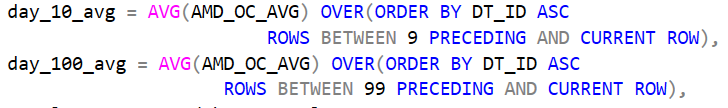 day_10_avg = AVG(AMD_OC_AVG) OVER(ORDER BY DT_ID ASC
ROWS BETWEEN 9 PRECEDING AND CURRENT ROW),
day_100_avg = AVG(AMD_OC_AVG) OVER(ORDER BY DT_ID ASC
ROWS BETWEEN 99 PRECEDING AND CURRENT ROW),